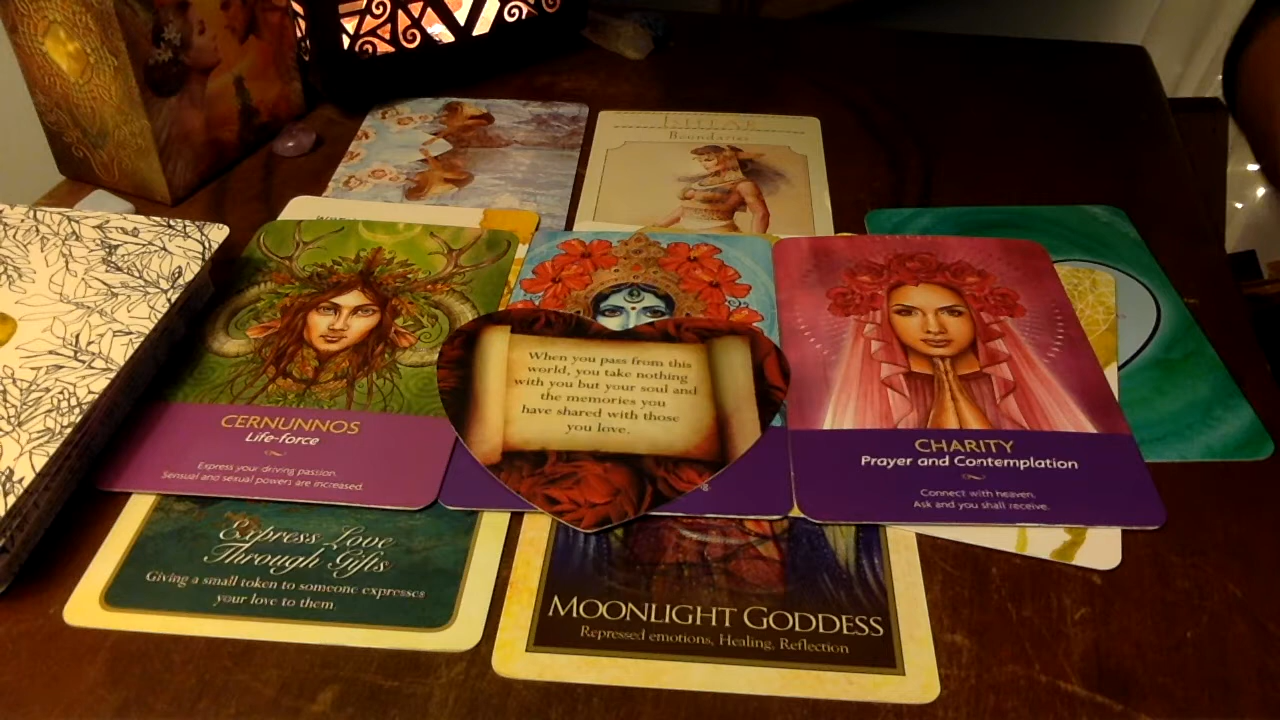 Boundaries
CERNUNNOS
Life-force
Express your driving passion.
Sensual and sexual powers are increased.
When you pass from this
world, you take nothing
with you but your soul and
the memories you
have shared with those
you love.
CHARITY
Prayer and Contemplation
Connect with heaven.
Ask and you shall receive.
Express Love
Through Gifts
Giving a small token to someone expresses
your love to them.
MOONLIGHT GODDESS
Repressed emotions, Healing, Reflection